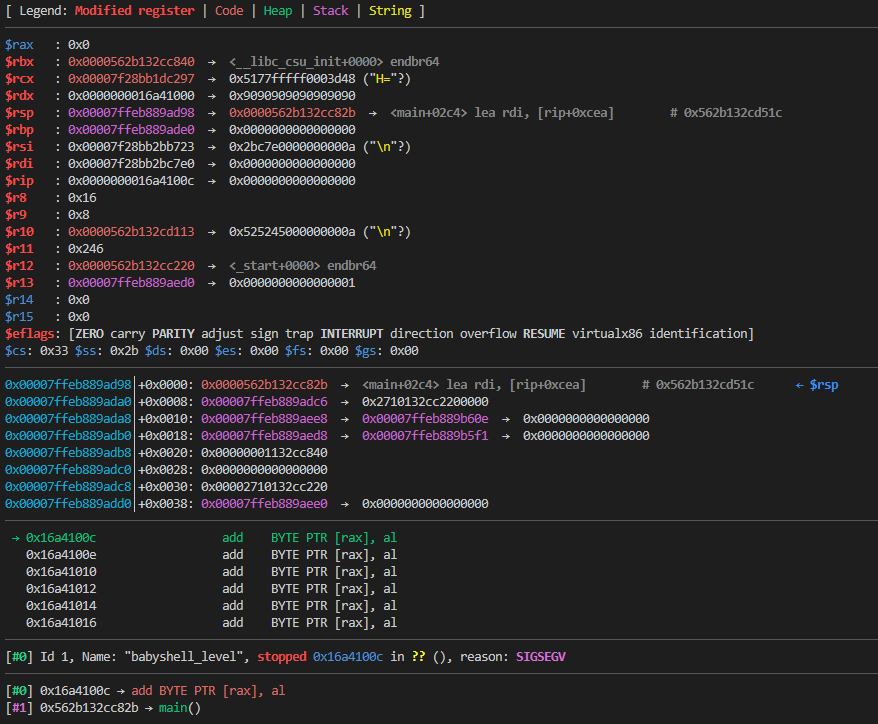 [ Legend: Modified register | Code | Heap | Stack | String ]
$rax   : 0x0
$rbx   : 0x0000562b132cc840  →  <__libc_csu_init+0000> endbr64
$rcx   : 0x00007f28bb1dc297  →  0x5177fffff0003d48 ("H="?)
$rdx   : 0x0000000016a41000  →  0x9090909090909090
$rsp   : 0x00007ffeb889ad98  →  0x0000562b132cc82b  →  <main+02c4> lea rdi, [rip+0xcea]        # 0x562b132cd51c
$rbp   : 0x00007ffeb889ade0  →  0x0000000000000000
$rsi   : 0x00007f28bb2bb723  →  0x2bc7e0000000000a ("\n"?)
$rdi   : 0x00007f28bb2bc7e0  →  0x0000000000000000
$rip   : 0x0000000016a4100c  →  0x0000000000000000
$r8    : 0x16
$r9    : 0x8
$r10   : 0x0000562b132cd113  →  0x525245000000000a ("\n"?)
$r11   : 0x246
$r12   : 0x0000562b132cc220  →  <_start+0000> endbr64
$r13   : 0x00007ffeb889aed0  →  0x0000000000000001
$r14   : 0x0
$r15   : 0x0
$eflags: [ZERO carry PARITY adjust sign trap INTERRUPT direction overflow RESUME virtualx86 identification]
$cs: 0x33 $ss: 0x2b $ds: 0x00 $es: 0x00 $fs: 0x00 $gs: 0x00
0x00007ffeb889ad98│+0x0000: 0x0000562b132cc82b  →  <main+02c4> lea rdi, [rip+0xcea]        # 0x562b132cd51c     ← $rsp
0x00007ffeb889ada0│+0x0008: 0x00007ffeb889adc6  →  0x2710132cc2200000
0x00007ffeb889ada8│+0x0010: 0x00007ffeb889aee8  →  0x00007ffeb889b60e  →  0x0000000000000000
0x00007ffeb889adb0│+0x0018: 0x00007ffeb889aed8  →  0x00007ffeb889b5f1  →  0x0000000000000000
0x00007ffeb889adb8│+0x0020: 0x00000001132cc840
0x00007ffeb889adc0│+0x0028: 0x0000000000000000
0x00007ffeb889adc8│+0x0030: 0x00002710132cc220
0x00007ffeb889add0│+0x0038: 0x00007ffeb889aee0  →  0x0000000000000000
→ 0x16a4100c                  add    BYTE PTR [rax], al
0x16a4100e                  add    BYTE PTR [rax], al
0x16a41010                  add    BYTE PTR [rax], al
0x16a41012                  add    BYTE PTR [rax], al
0x16a41014                  add    BYTE PTR [rax], al
0x16a41016                  add    BYTE PTR [rax], al
[#0] Id 1, Name: "babyshell_level", stopped 0x16a4100c in ?? (), reason: SIGSEGV
[#0] 0x16a4100c → add BYTE PTR [rax], al
[#1] 0x562b132cc82b → main()